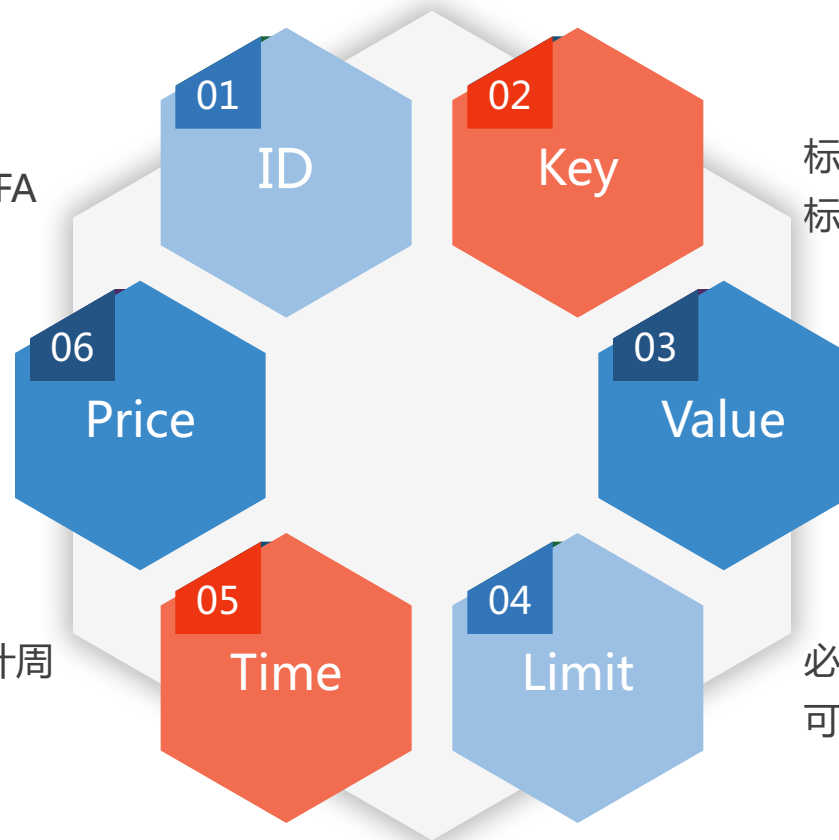 01
ID
02
Key
FA
标
标
06
Price
03
Value
05
Time
04
Limit
计周
必
可